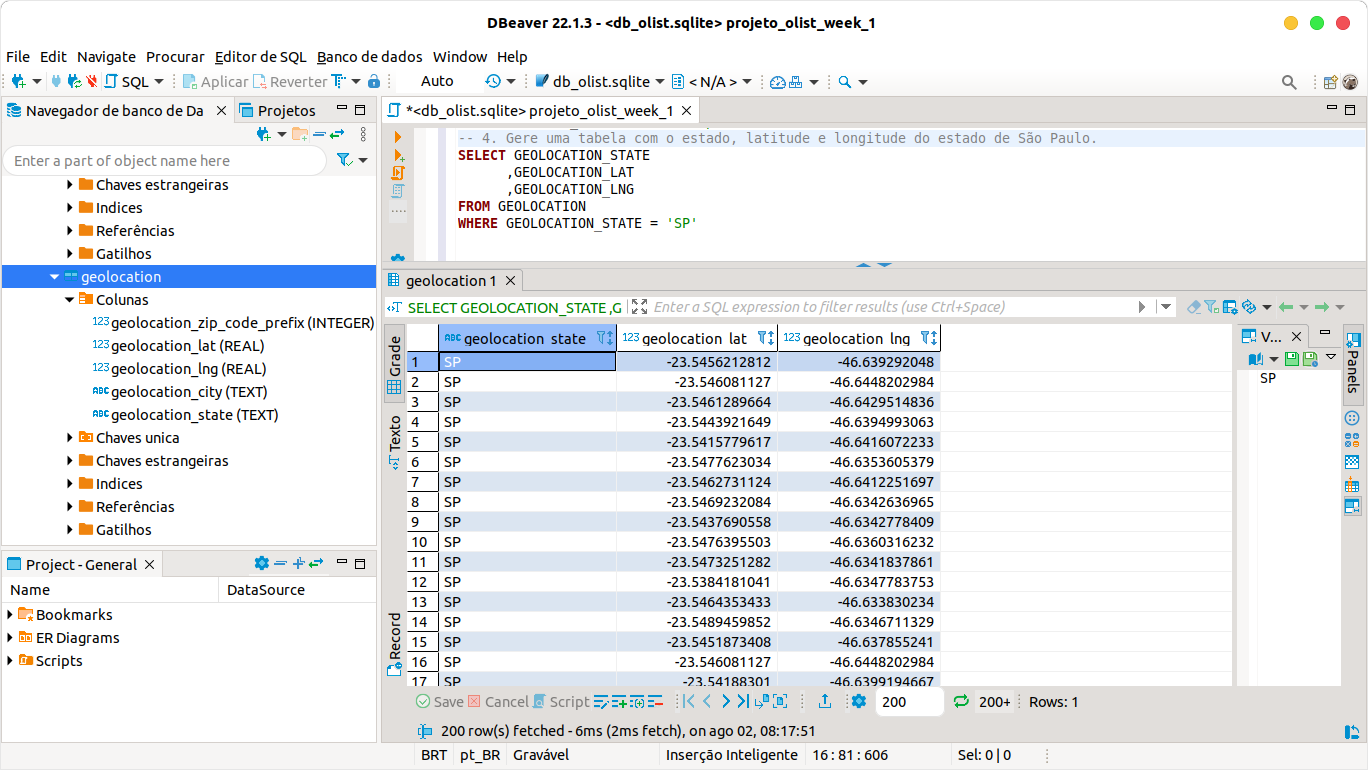 DBeaver 22.1.3 - <db_olist.sqlite> projeto_olist_week_1
File Edit Navigate Procurar Editor de SQL Banco de dados Window Help
SQL Aplicar Reverter Auto db_olist.sqlite < N/A >
Navegador de banco de Da Projetos
Enter a part of object name here
Chaves estrangeiras
Indices
Referências
Gatilhos
geolocation
Colunas
123 geolocation_zip_code_prefix (INTEGER)
123 geolocation_lat (REAL)
123 geolocation_lng (REAL)
ABC geolocation_city (TEXT)
ABC geolocation_state (TEXT)
Chaves unica
Chaves estrangeiras
Indices
Referências
Gatilhos
Project - General
Name DataSource
Bookmarks
ER Diagrams
Scripts
*<db_olist.sqlite> projeto_olist_week_1
-- 4. Gere uma tabela com o estado, latitude e longitude do estado de São Paulo.
SELECT GEOLOCATION_STATE
,GEOLOCATION_LAT
,GEOLOCATION_LNG
FROM GEOLOCATION
WHERE GEOLOCATION_STATE = 'SP'
geolocation 1
SELECT GEOLOCATION_STATE ,G Enter a SQL expression to filter results (use Ctrl+Space)
Grade
Texto
Record
ABC geolocation_state 123 geolocation_lat 123 geolocation_lng
1 SP -23.5456212812 -46.639292048
2 SP -23.546081127 -46.6448202984
3 SP -23.5461289664 -46.6429514836
4 SP -23.5443921649 -46.6394993063
5 SP -23.5415779617 -46.6416072233
6 SP -23.5477623034 -46.6353605379
7 SP -23.5462731124 -46.6412251697
8 SP -23.5469232084 -46.6342636965
9 SP -23.5437690558 -46.6342778409
10 SP -23.5476395503 -46.6360316232
11 SP -23.5473251282 -46.6341837861
12 SP -23.5384181041 -46.6347783753
13 SP -23.5464353433 -46.633830234
14 SP -23.5489459852 -46.6346711329
15 SP -23.5451873408 -46.637855241
16 SP -23.546081127 -46.6448202984
17 SP -23.54188301 -46.6399194667
V...
SP
Panels
Save Cancel Script 200 200+ Rows: 1
200 row(s) fetched - 6ms (2ms fetch), on ago 02, 08:17:51
BRT pt_BR Gravável Inserção Inteligente 16 : 81 : 606 Sel: 0 | 0